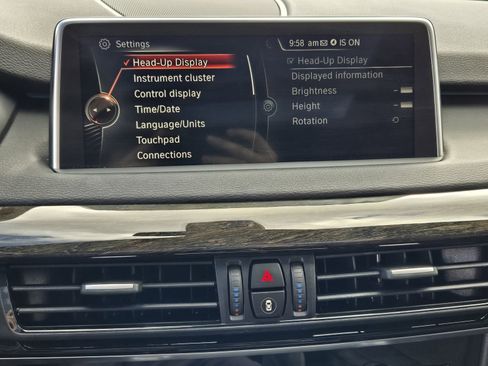 Settings
9:58 am IS ON
Head-Up Display
Instrument cluster
Control display
Time/Date
Language/Units
Touchpad
Connections
Head-Up Display
Displayed information
Brightness
Height
Rotation